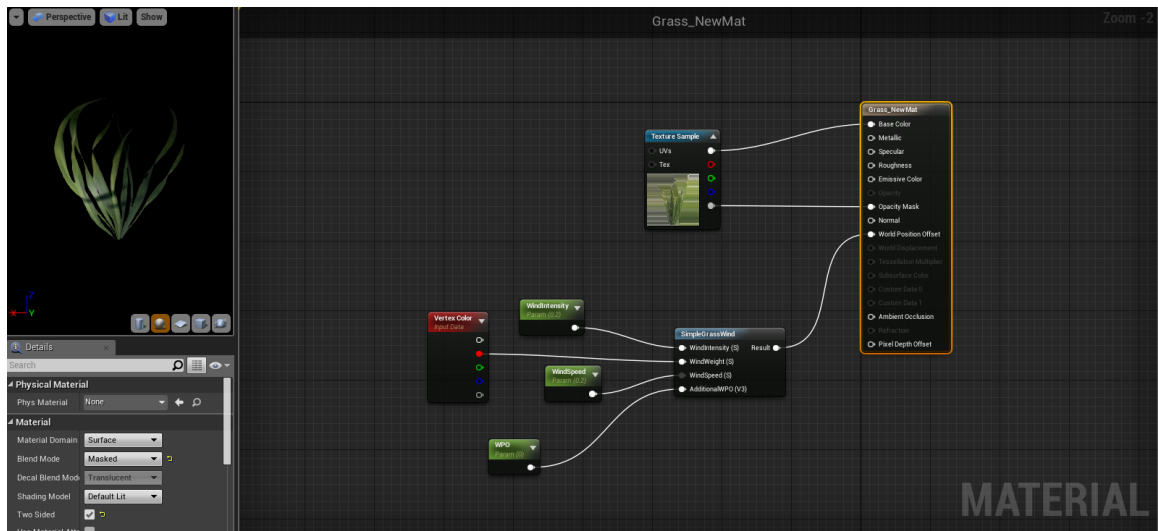 Perspective
Lit
Show
Grass_NewMat
Zoom -2
Texture Sample
UVs
Tex
Grass_NewMat
Base Color
Metallic
Specular
Roughness
Emissive Color
Opacity
Opacity Mask
Normal
World Position Offset
World Displacement
Tessellation Multiplier
Subsurface Color
Custom Data 0
Custom Data 1
Ambient Occlusion
Refraction
Pixel Depth Offset
Vertex Color
Input Data
WindIntensity
Param (0.2)
WindSpeed
Param (0.2)
WPO
Param (0)
SimpleGrassWind
WindIntensity (S) Result
WindWeight (S)
WindSpeed (S)
AdditionalWPO (V3)
Z
Y
Details
Search
Physical Material
Phys Material None
Material
Material Domain Surface
Blend Mode Masked
Decal Blend Mod Translucent
Shading Model Default Lit
Two Sided
MATERIAL